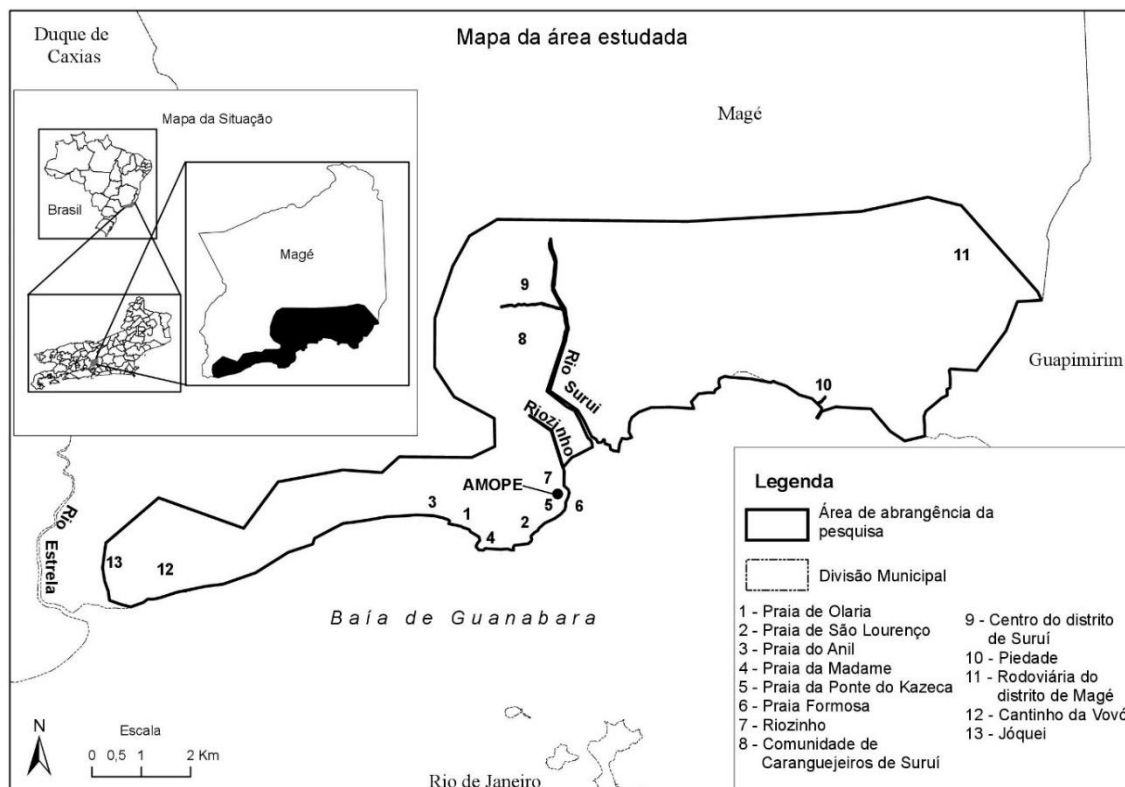 Mapa da área estudada
Duque de
Caxias
Magé
Mapa da Situação
Brasil
Magé
11
9
8
Rio
Surui
Riozinho
10
Guapimirim
7
AMOPE
5
6
3
1
2
4
13
12
Rio
Estrela
Baía de Guanabara
Legenda
Área de abrangência da
pesquisa
Divisão Municipal
1 - Praia de Olaria
2 - Praia de São Lourenço
3 - Praia do Anil
4 - Praia da Madame
5 - Praia da Ponte do Kazeca
6 - Praia Formosa
7 - Riozinho
8 - Comunidade de
Caranguejeiros de Suruí
9 - Centro do distrito
de Suruí
10 - Piedade
11 - Rodoviária do
distrito de Magé
12 - Cantinho da Vovó
13 - Jóquei
N
Escala
0 0,5 1 2 Km
Rio de Janeiro